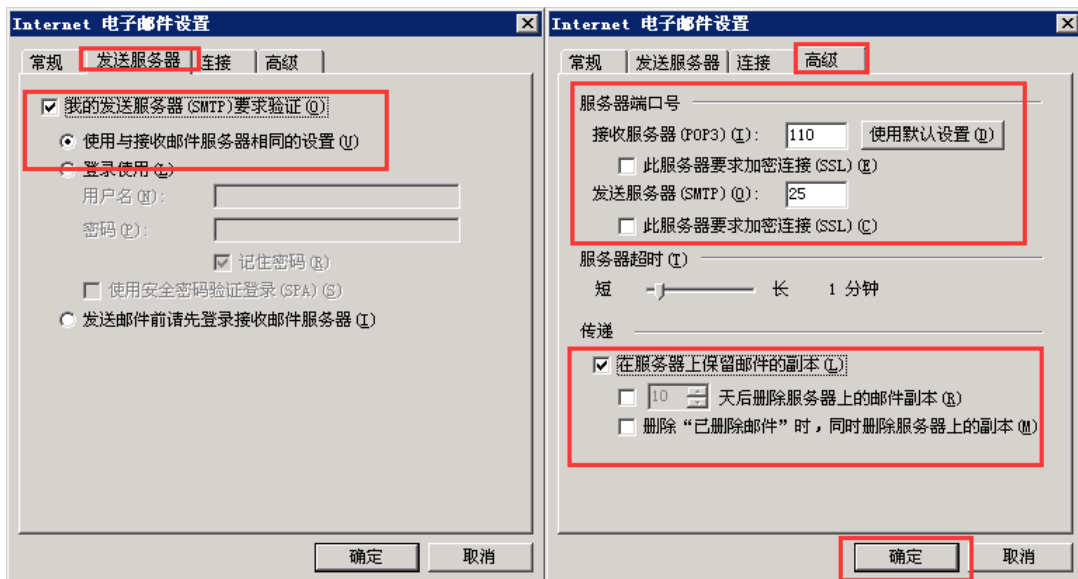 Internet 电子邮件设置
常规 发送服务器 连接 高级
我的发送服务器(SMTP)要求验证(O)
使用与接收邮件服务器相同的设置(U)
登录使用(L)
用户名(N):
密码(P):
记住密码(R)
使用安全密码验证登录(SPA)(S)
发送邮件前请先登录接收邮件服务器(I)
确定 取消
Internet 电子邮件设置
常规 发送服务器 连接 高级
服务器端口号
接收服务器(POP3)(I): 110 使用默认设置(D)
此服务器要求加密连接(SSL)(E)
发送服务器(SMTP)(O): 25
此服务器要求加密连接(SSL)(C)
服务器超时(T)
短 长 1 分钟
传递
在服务器上保留邮件的副本(L)
10 天后删除服务器上的邮件副本(R)
删除“已删除邮件”时，同时删除服务器上的副本(M)
确定 取消